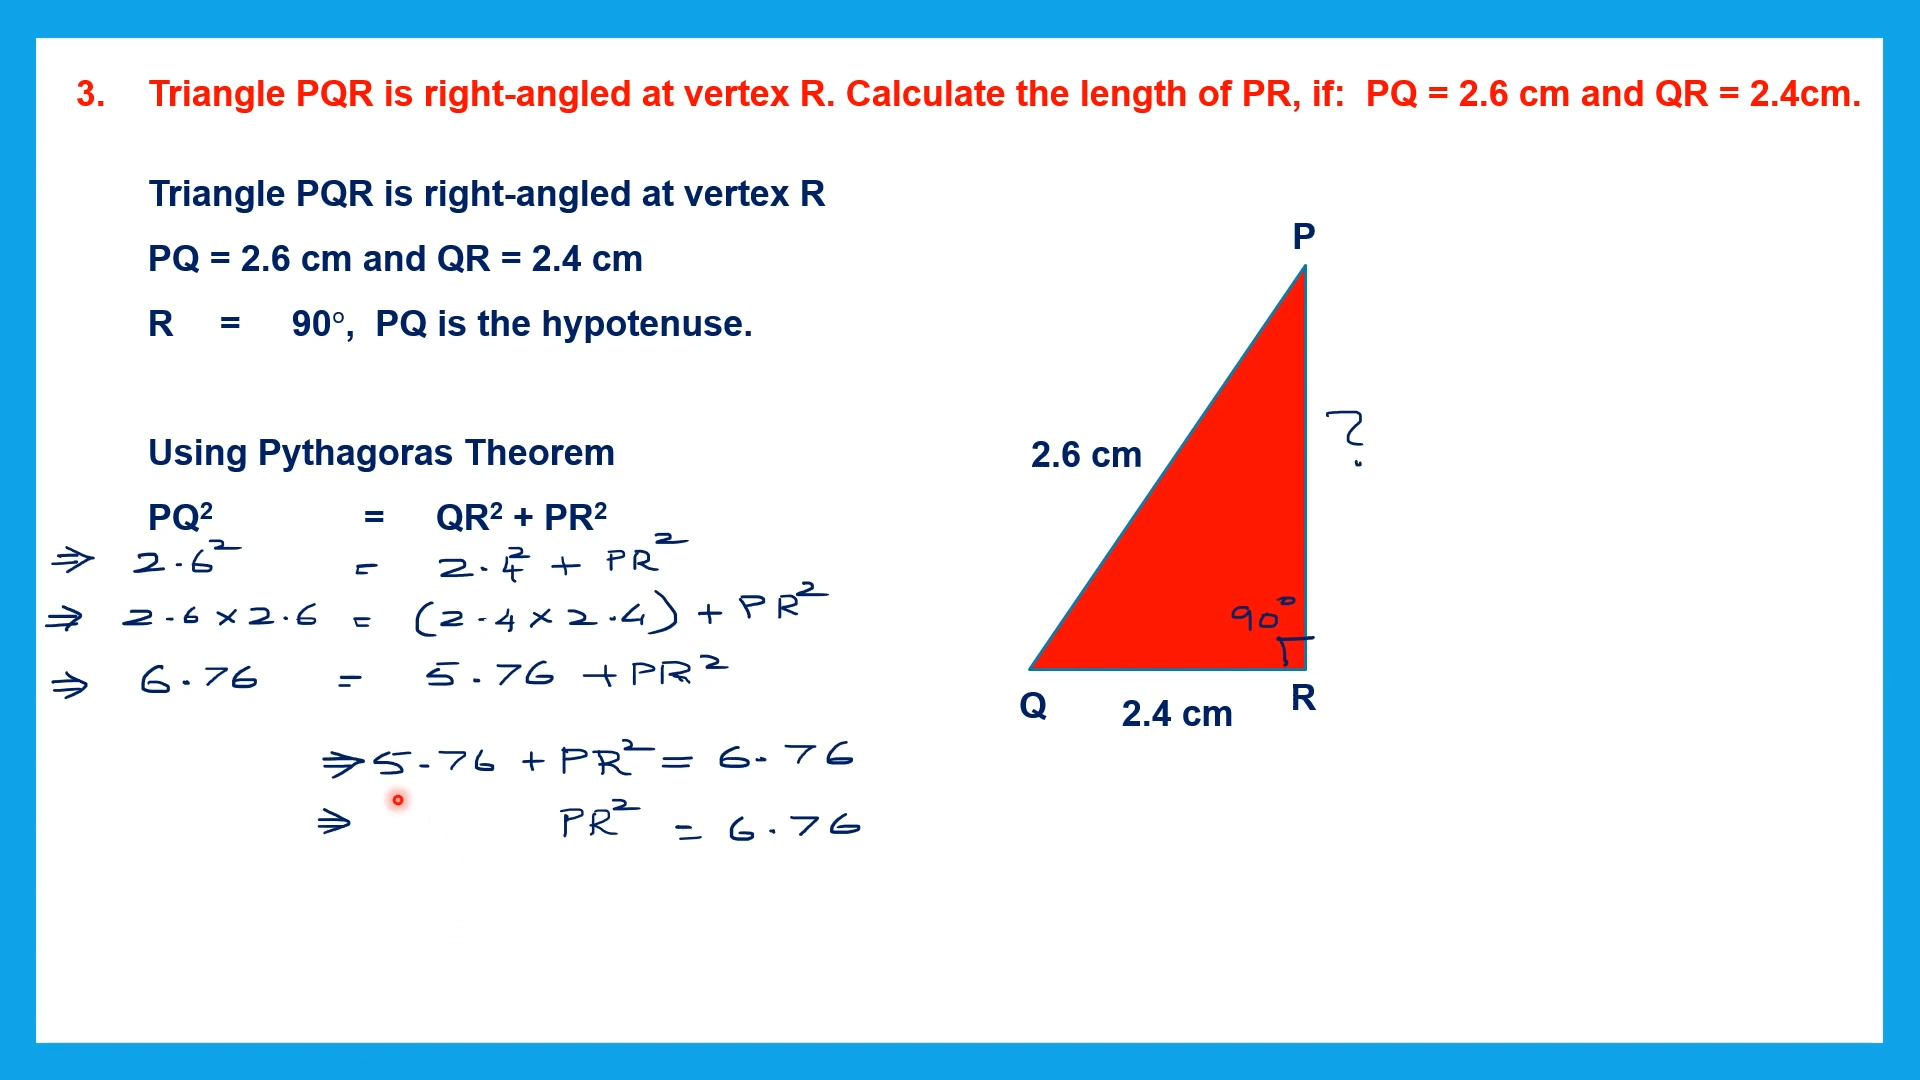 3. Triangle PQR is right-angled at vertex R. Calculate the length of PR, if: PQ = 2.6 cm and QR = 2.4cm.
Triangle PQR is right-angled at vertex R
PQ = 2.6 cm and QR = 2.4 cm
R = 90°, PQ is the hypotenuse.
Using Pythagoras Theorem
PQ² = QR² + PR²
⇒ 2.6² = 2.4² + PR²
⇒ 2.6 × 2.6 = (2.4 × 2.4) + PR²
⇒ 6.76 = 5.76 + PR²
⇒ 5.76 + PR² = 6.76
⇒ PR² = 6.76
P
2.6 cm
?
90°
Q
2.4 cm
R